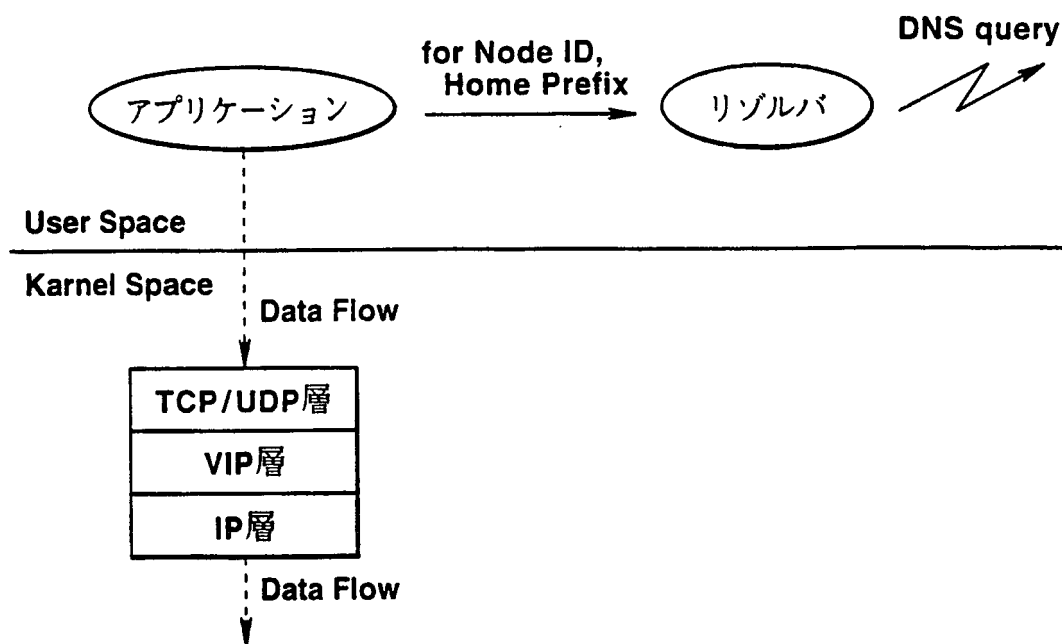 DNS query
for Node ID,
Home Prefix
アプリケーション
リゾルバ
User Space
Karnel Space
Data Flow
TCP/UDP層
VIP層
IP層
Data Flow